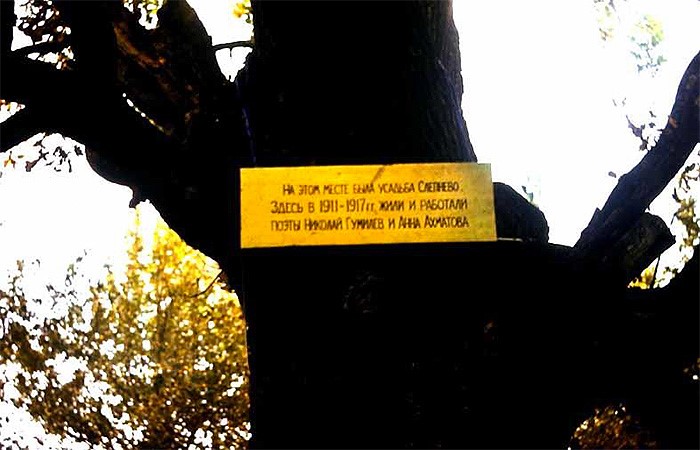 На этом месте была усадьба Слепнево.
Здесь в 1911-1917гг. жили и работали
поэты Николай Гумилев и Анна Ахматова